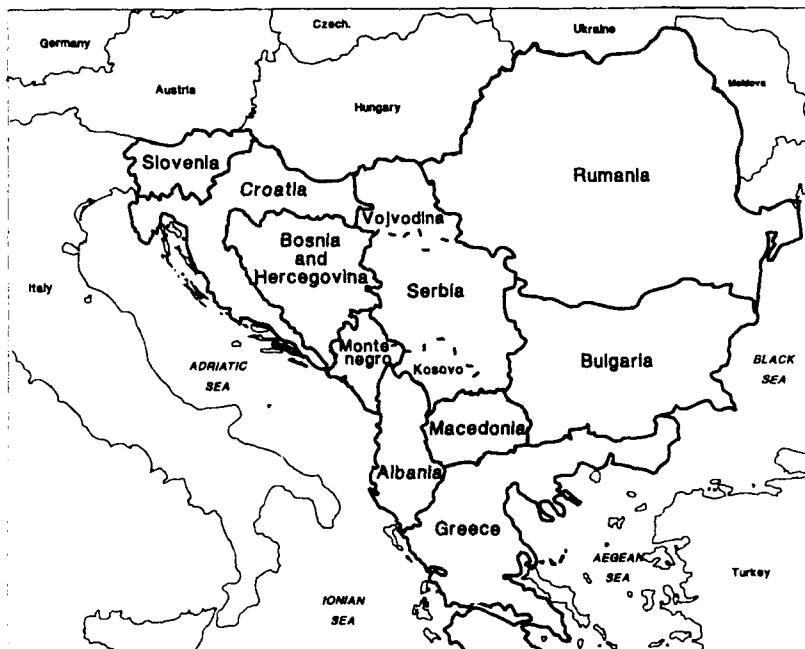 Czech.
Ukraine
Germany
Moldova
Austria
Hungary
Slovenia
Rumania
Croatia
Vojvodina
Bosnia
and
Hercegovina
Italy
Serbia
Monte-
negro
Kosovo
Bulgaria
ADRIATIC
SEA
BLACK
SEA
Macedonia
Albania
Greece
AEGEAN
SEA
Turkey
IONIAN
SEA